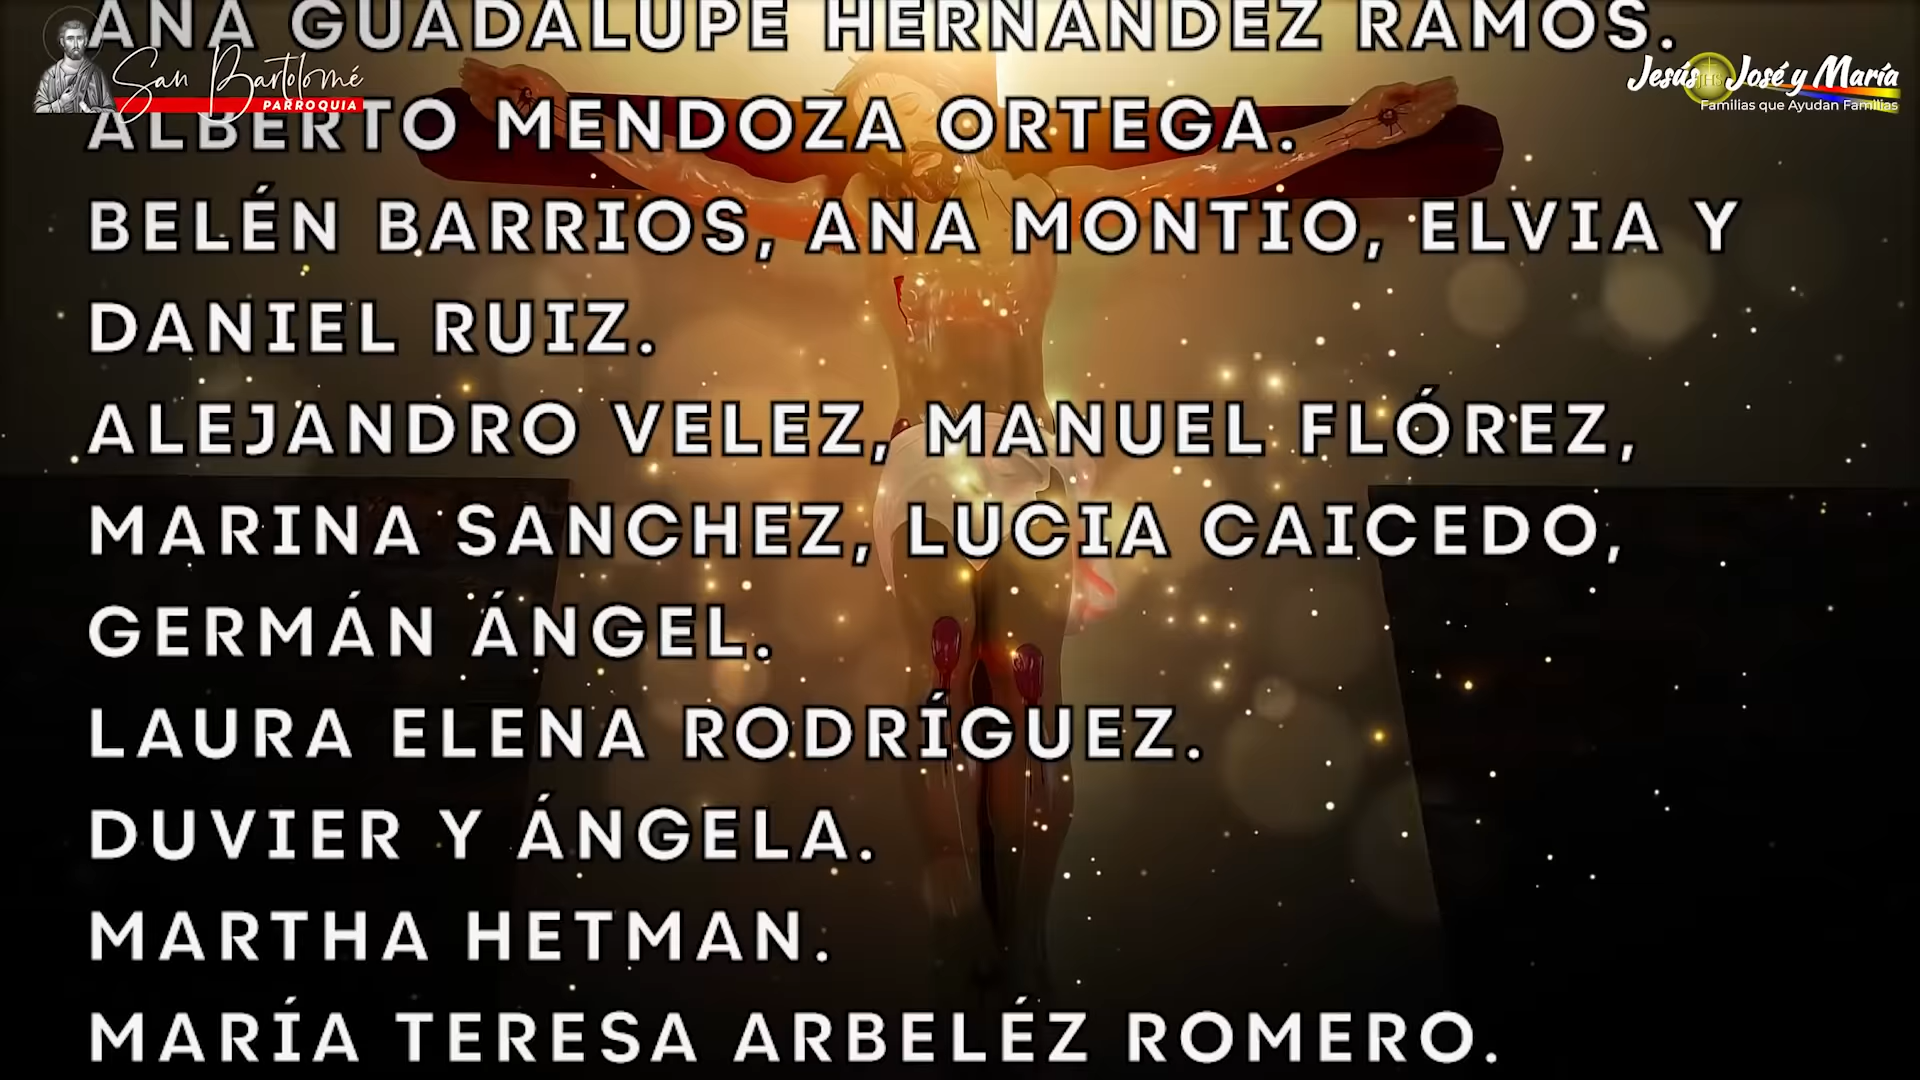 ANA GUADALUPE HERNÁNDEZ RAMOS.
San Bartolomé
PARROQUIA
Jesús José y María
Familias que Ayudan Familias
ALBERTO MENDOZA ORTEGA.
BELÉN BARRIOS, ANA MONTIO, ELVIA Y
DANIEL RUIZ.
ALEJANDRO VELEZ, MANUEL FLÓREZ,
MARINA SANCHEZ, LUCIA CAICEDO,
GERMÁN ÁNGEL.
LAURA ELENA RODRÍGUEZ.
DUVIER Y ÁNGELA.
MARTHA HETMAN.
MARÍA TERESA ARBELÉZ ROMERO.